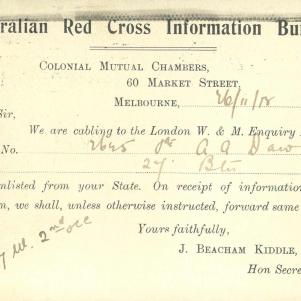 ralian Red Cross Information Bu
COLONIAL MUTUAL CHAMBERS,
60 MARKET STREET,
MELBOURNE, 26/11/18
Sir,
We are cabling to the London W. & M. Enquiry
No. 2645 Pte A A Daw
27. Btn
nlisted from your State. On receipt of information
n, we shall, unless otherwise instructed, forward same
Yours faithfully,
2nd
J. BEACHAM KIDDLE,
Hon Secre